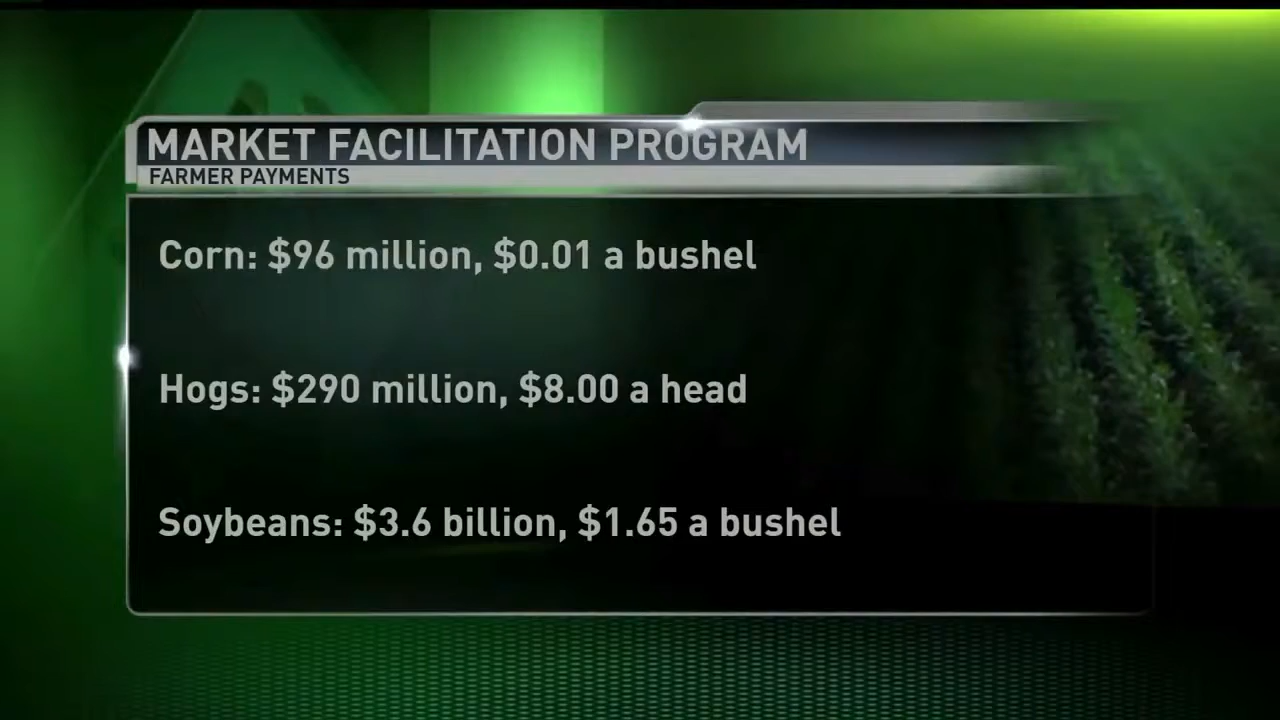 MARKET FACILITATION PROGRAM
FARMER PAYMENTS
Corn: $96 million, $0.01 a bushel
Hogs: $290 million, $8.00 a head
Soybeans: $3.6 billion, $1.65 a bushel